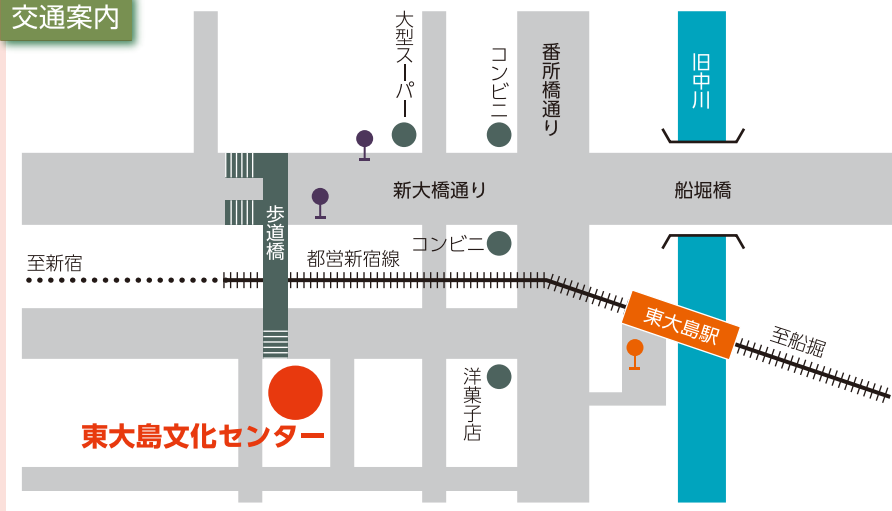 交通案内
大型スーパー
コンビニ
番所橋通り
旧中川
新大橋通り
船堀橋
歩道橋
コンビニ
都営新宿線
至新宿
東大島駅
至船掘
洋菓子店
東大島文化センター